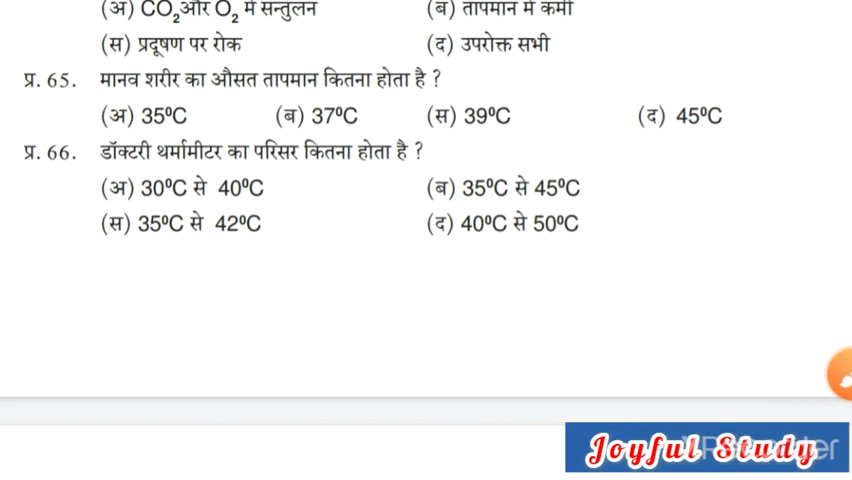 (अ) CO₂और O₂ में सन्तुलन (ब) तापमान में कमी
(स) प्रदूषण पर रोक (द) उपरोक्त सभी
प्र. 65. मानव शरीर का औसत तापमान कितना होता है ?
(अ) 35⁰C (ब) 37⁰C (स) 39⁰C (द) 45⁰C
प्र. 66. डॉक्टरी थर्मामीटर का परिसर कितना होता है ?
(अ) 30⁰C से 40⁰C (ब) 35⁰C से 45⁰C
(स) 35⁰C से 42⁰C (द) 40⁰C से 50⁰C
Joyful Study